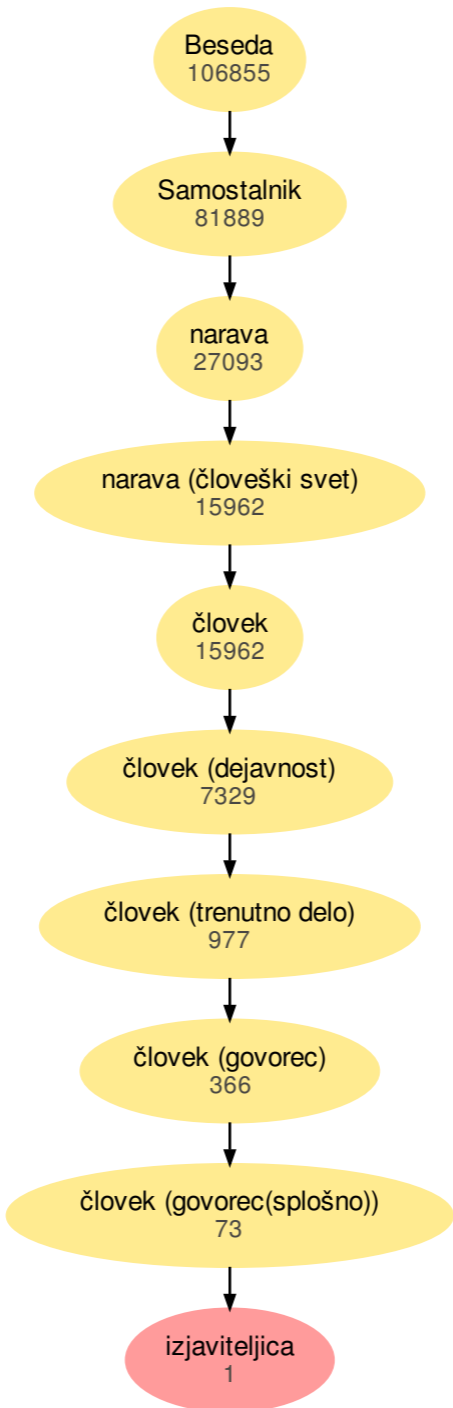 Beseda
106855
Samostalnik
81889
narava
27093
narava (človeški svet)
15962
človek
15962
človek (dejavnost)
7329
človek (trenutno delo)
977
človek (govorec)
366
človek (govorec(splošno))
73
izjaviteljica
1